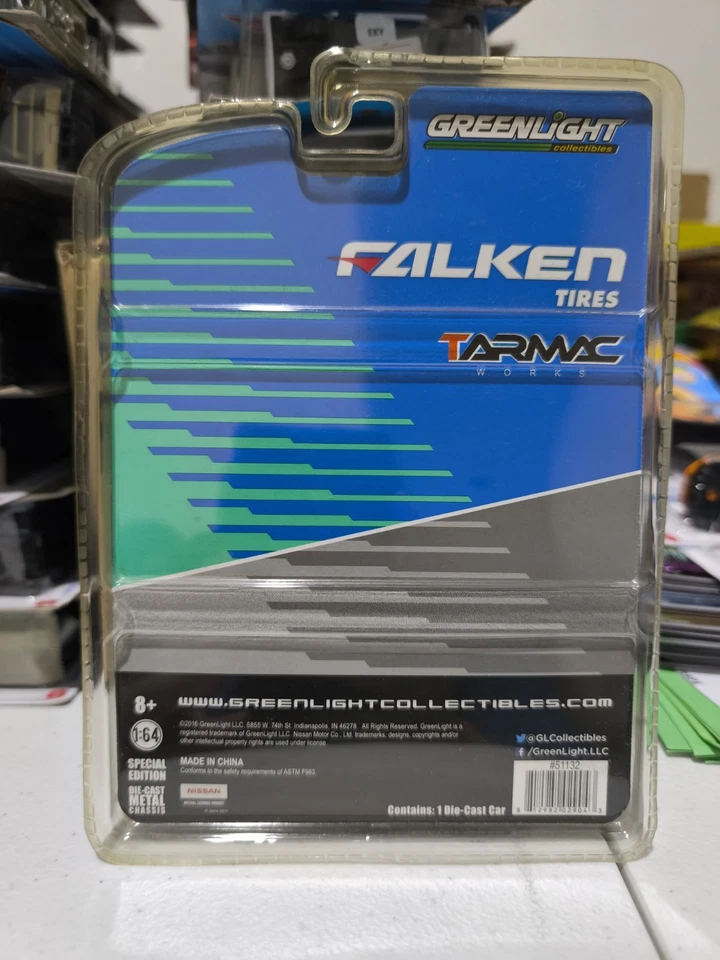 EKY
GREENLIGHT
collectibles
FALKEN
TIRES
TARMAC
WORKS
8+
www.GREENLIGHTCOLLECTIBLES.com
1:64
©2016 GreenLight LLC. 5855 W. 74th St. Indianapolis, IN 46278. All Rights Reserved. GreenLight is a
registered trademark of GreenLight LLC. Nissan Motor Co., Ltd. trademarks, designs, copyrights and/or
other intellectual property rights are used under license.
@GLCollectibles
/GreenLight.LLC
SPECIAL
EDITION
MADE IN CHINA
Conforms to the safety requirements of ASTM F963.
#51132
DIE-CAST
METAL
CHASSIS
NISSAN
Contains: 1 Die-Cast Car